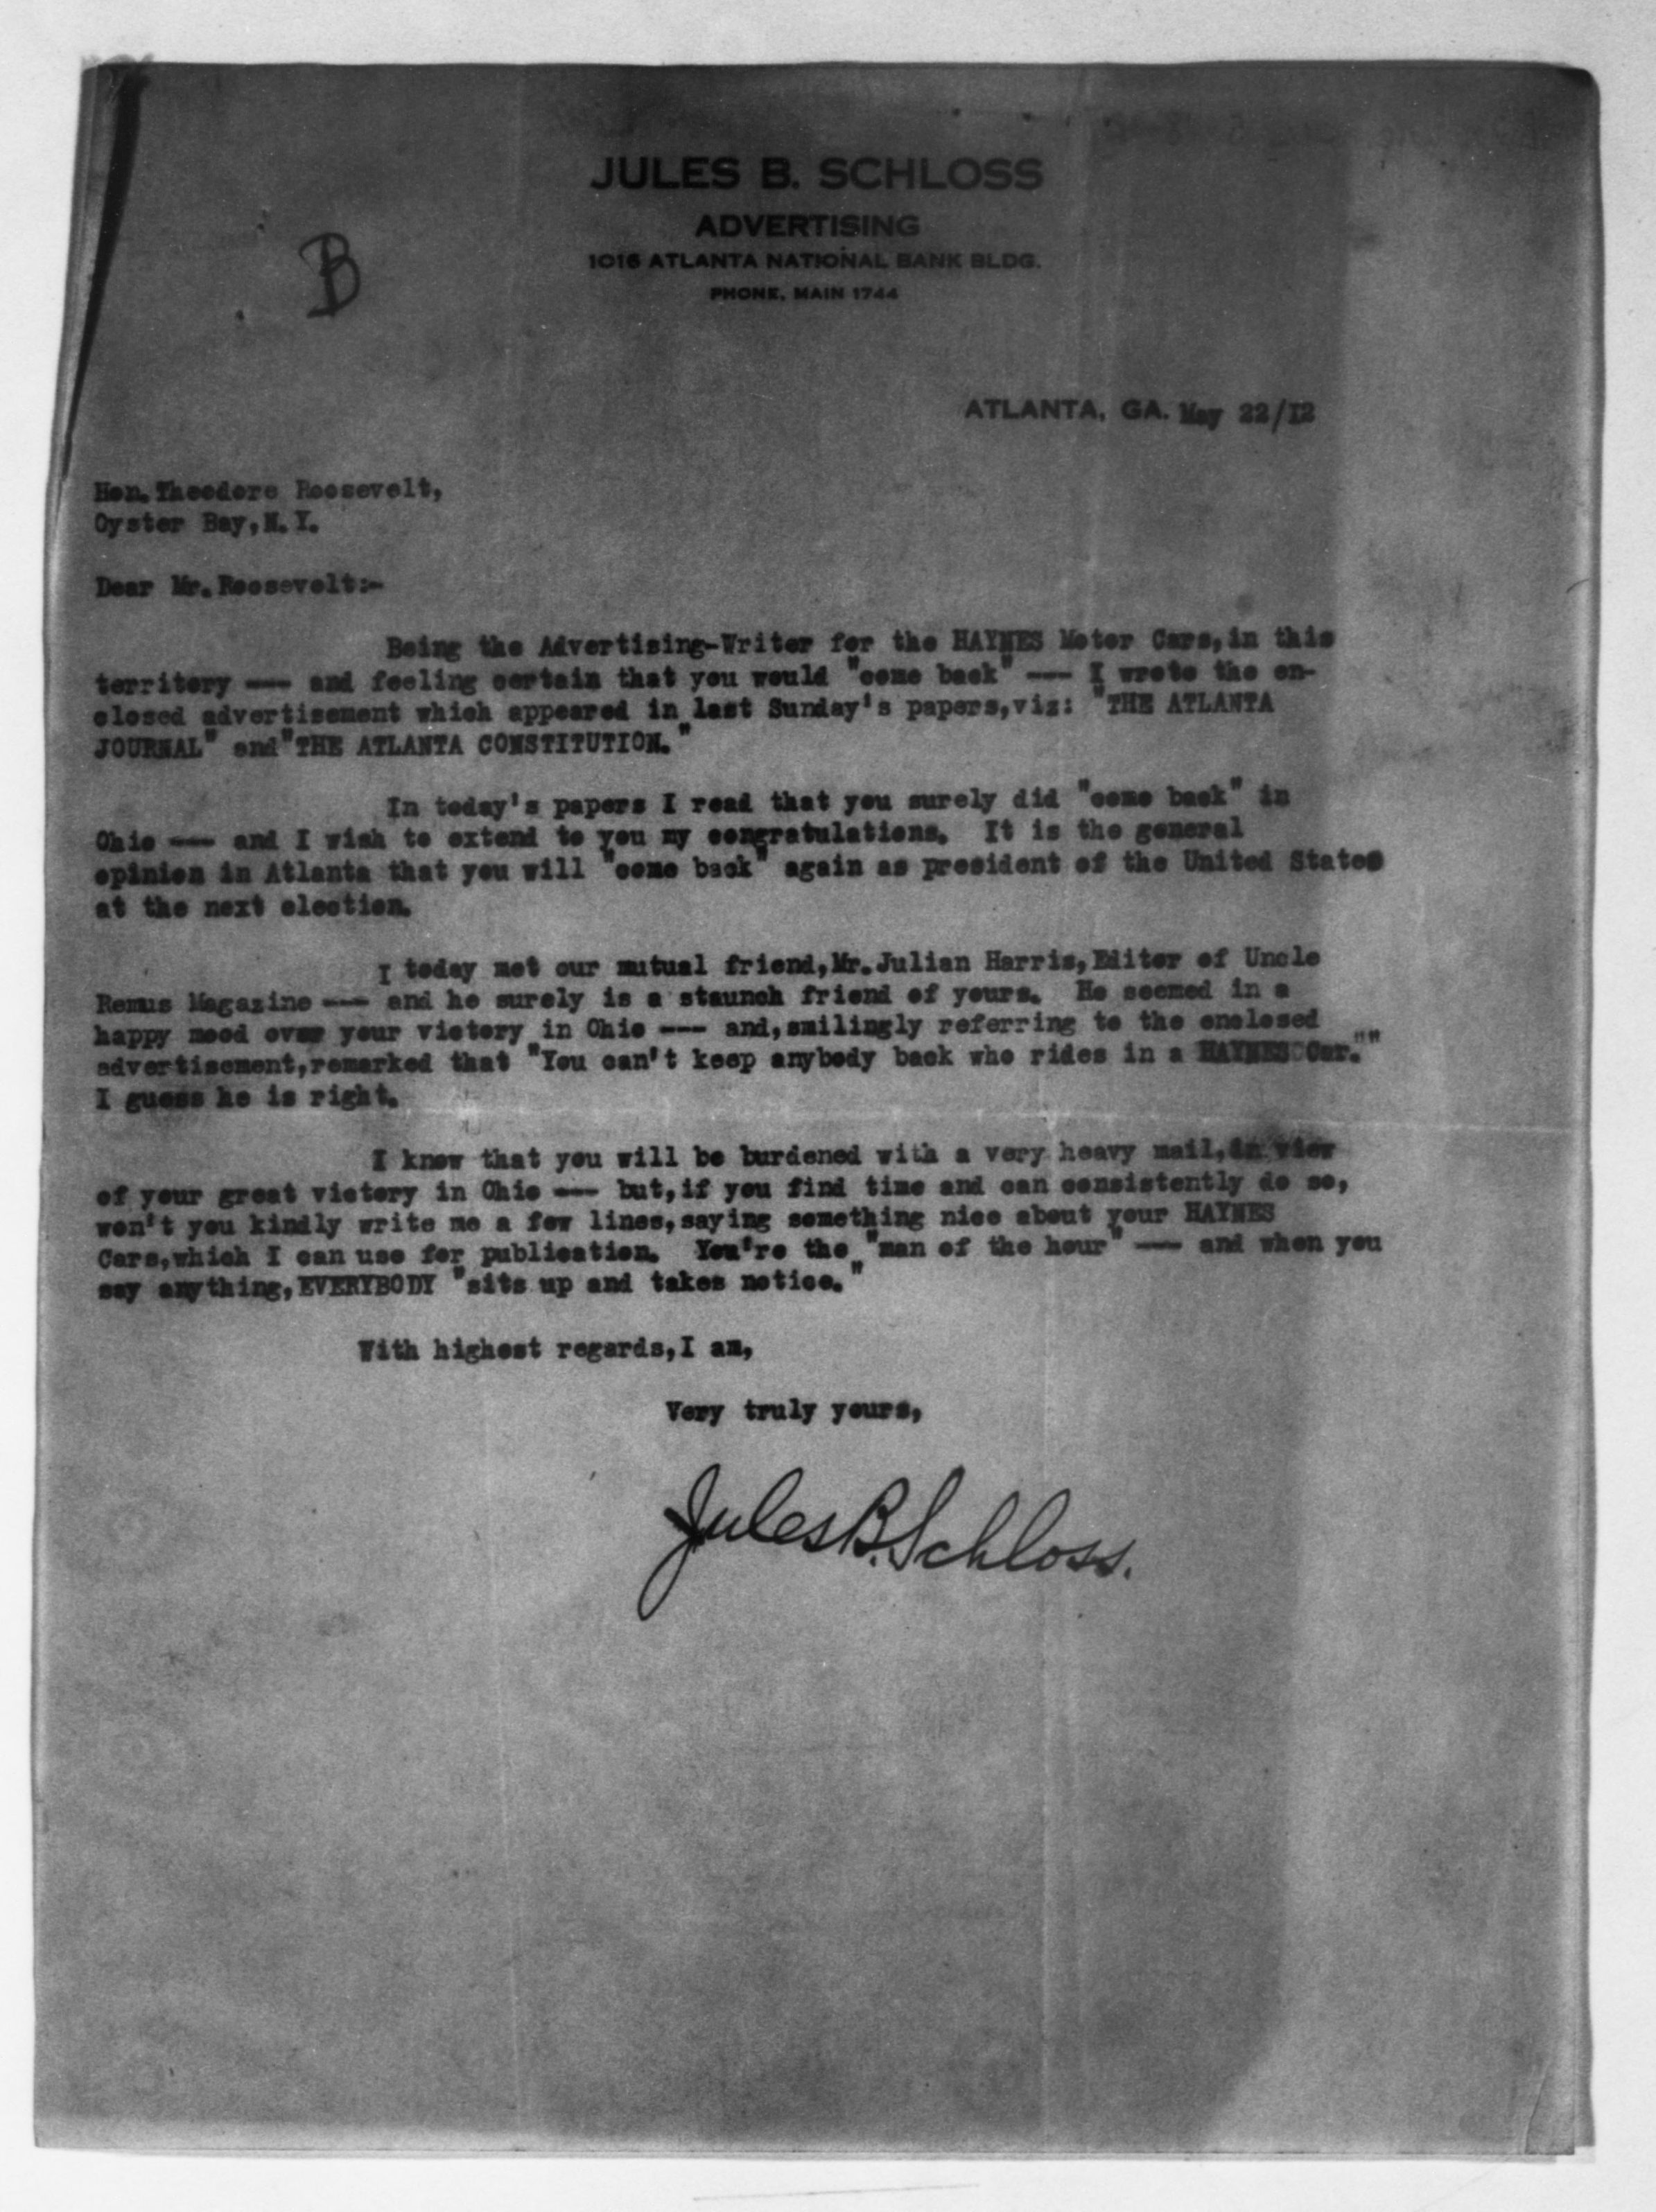 JULES B. SCHLOSS
ADVERTISING
1016 ATLANTA NATIONAL BANK BLDG.
PHONE, MAIN 1744
B
ATLANTA, GA. May 22/12
Hon. Theodore Roosevelt,
Oyster Bay, N. Y.
Dear Mr. Roosevelt:-
Being the Advertising-Writer for the HAYNES Motor Cars, in this
territory --- and feeling certain that you would "come back" --- I wrote the en-
closed advertisement which appeared in last Sunday's papers, viz: "THE ATLANTA
JOURNAL" and "THE ATLANTA CONSTITUTION."
In today's papers I read that you surely did "come back" in
Ohio --- and I wish to extend to you my congratulations. It is the general
opinion in Atlanta that you will "come back" again as president of the United States
at the next election.
I today met our mutual friend, Mr. Julian Harris, Editor of Uncle
Remus Magazine --- and he surely is a staunch friend of yours. He seemed in a
happy mood over your victory in Ohio --- and, smilingly referring to the enclosed
advertisement, remarked that "You can't keep anybody back who rides in a HAYNES Car.""
I guess he is right.
I know that you will be burdened with a very heavy mail, in view
of your great victory in Ohio --- but, if you find time and can consistently do so,
won't you kindly write me a few lines, saying something nice about your HAYNES
Cars, which I can use for publication. You're the "man of the hour" --- and when you
say anything, EVERYBODY "sits up and takes notice."
With highest regards, I am,
Very truly yours,
Jules B. Schloss.